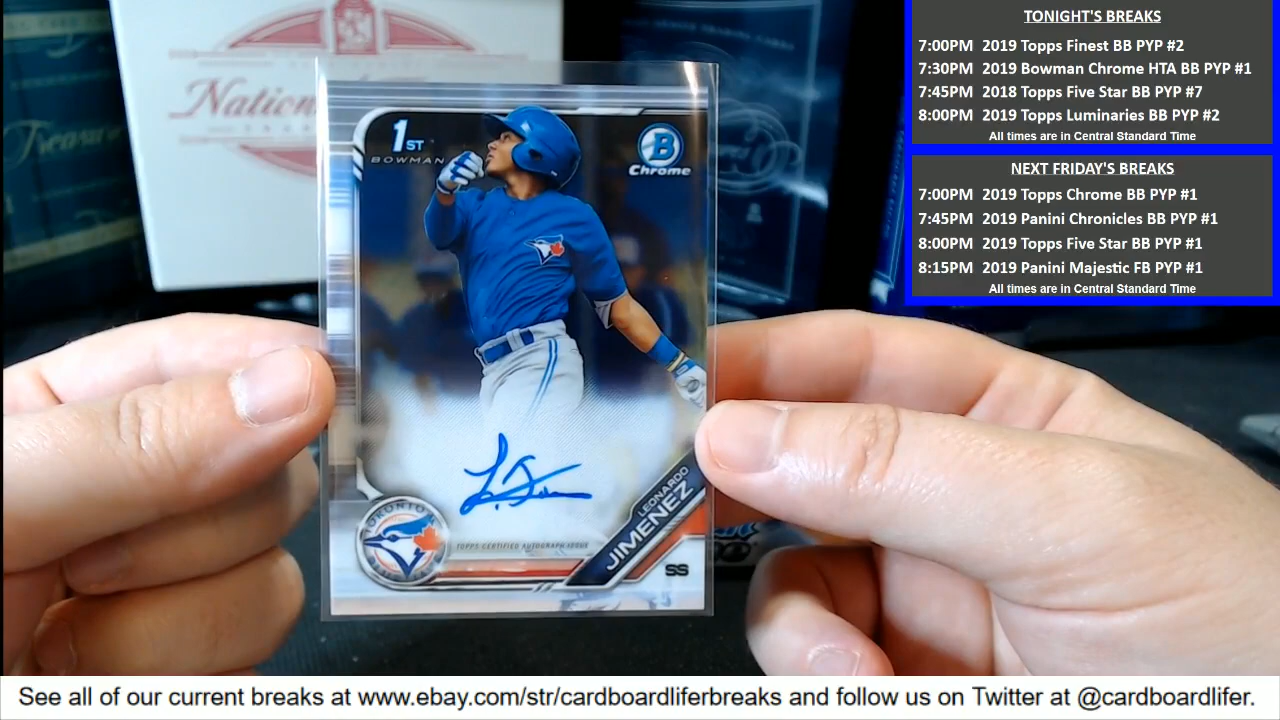 TONIGHT'S BREAKS
7:00PM 2019 Topps Finest BB PYP #2
7:30PM 2019 Bowman Chrome HTA BB PYP #1
7:45PM 2018 Topps Five Star BB PYP #7
8:00PM 2019 Topps Luminaries BB PYP #2
All times are in Central Standard Time
NEXT FRIDAY'S BREAKS
7:00PM 2019 Topps Chrome BB PYP #1
7:45PM 2019 Panini Chronicles BB PYP #1
8:00PM 2019 Topps Five Star BB PYP #1
8:15PM 2019 Panini Majestic FB PYP #1
All times are in Central Standard Time
Nation
1ST
BOWMAN
B
Chrome
TORONTO
TOPPS CERTIFIED AUTOGRAPH ISSUE
LEONARDO
JIMENEZ
SS
See all of our current breaks at www.ebay.com/str/cardboardliferbreaks and follow us on Twitter at @cardboardlifer.